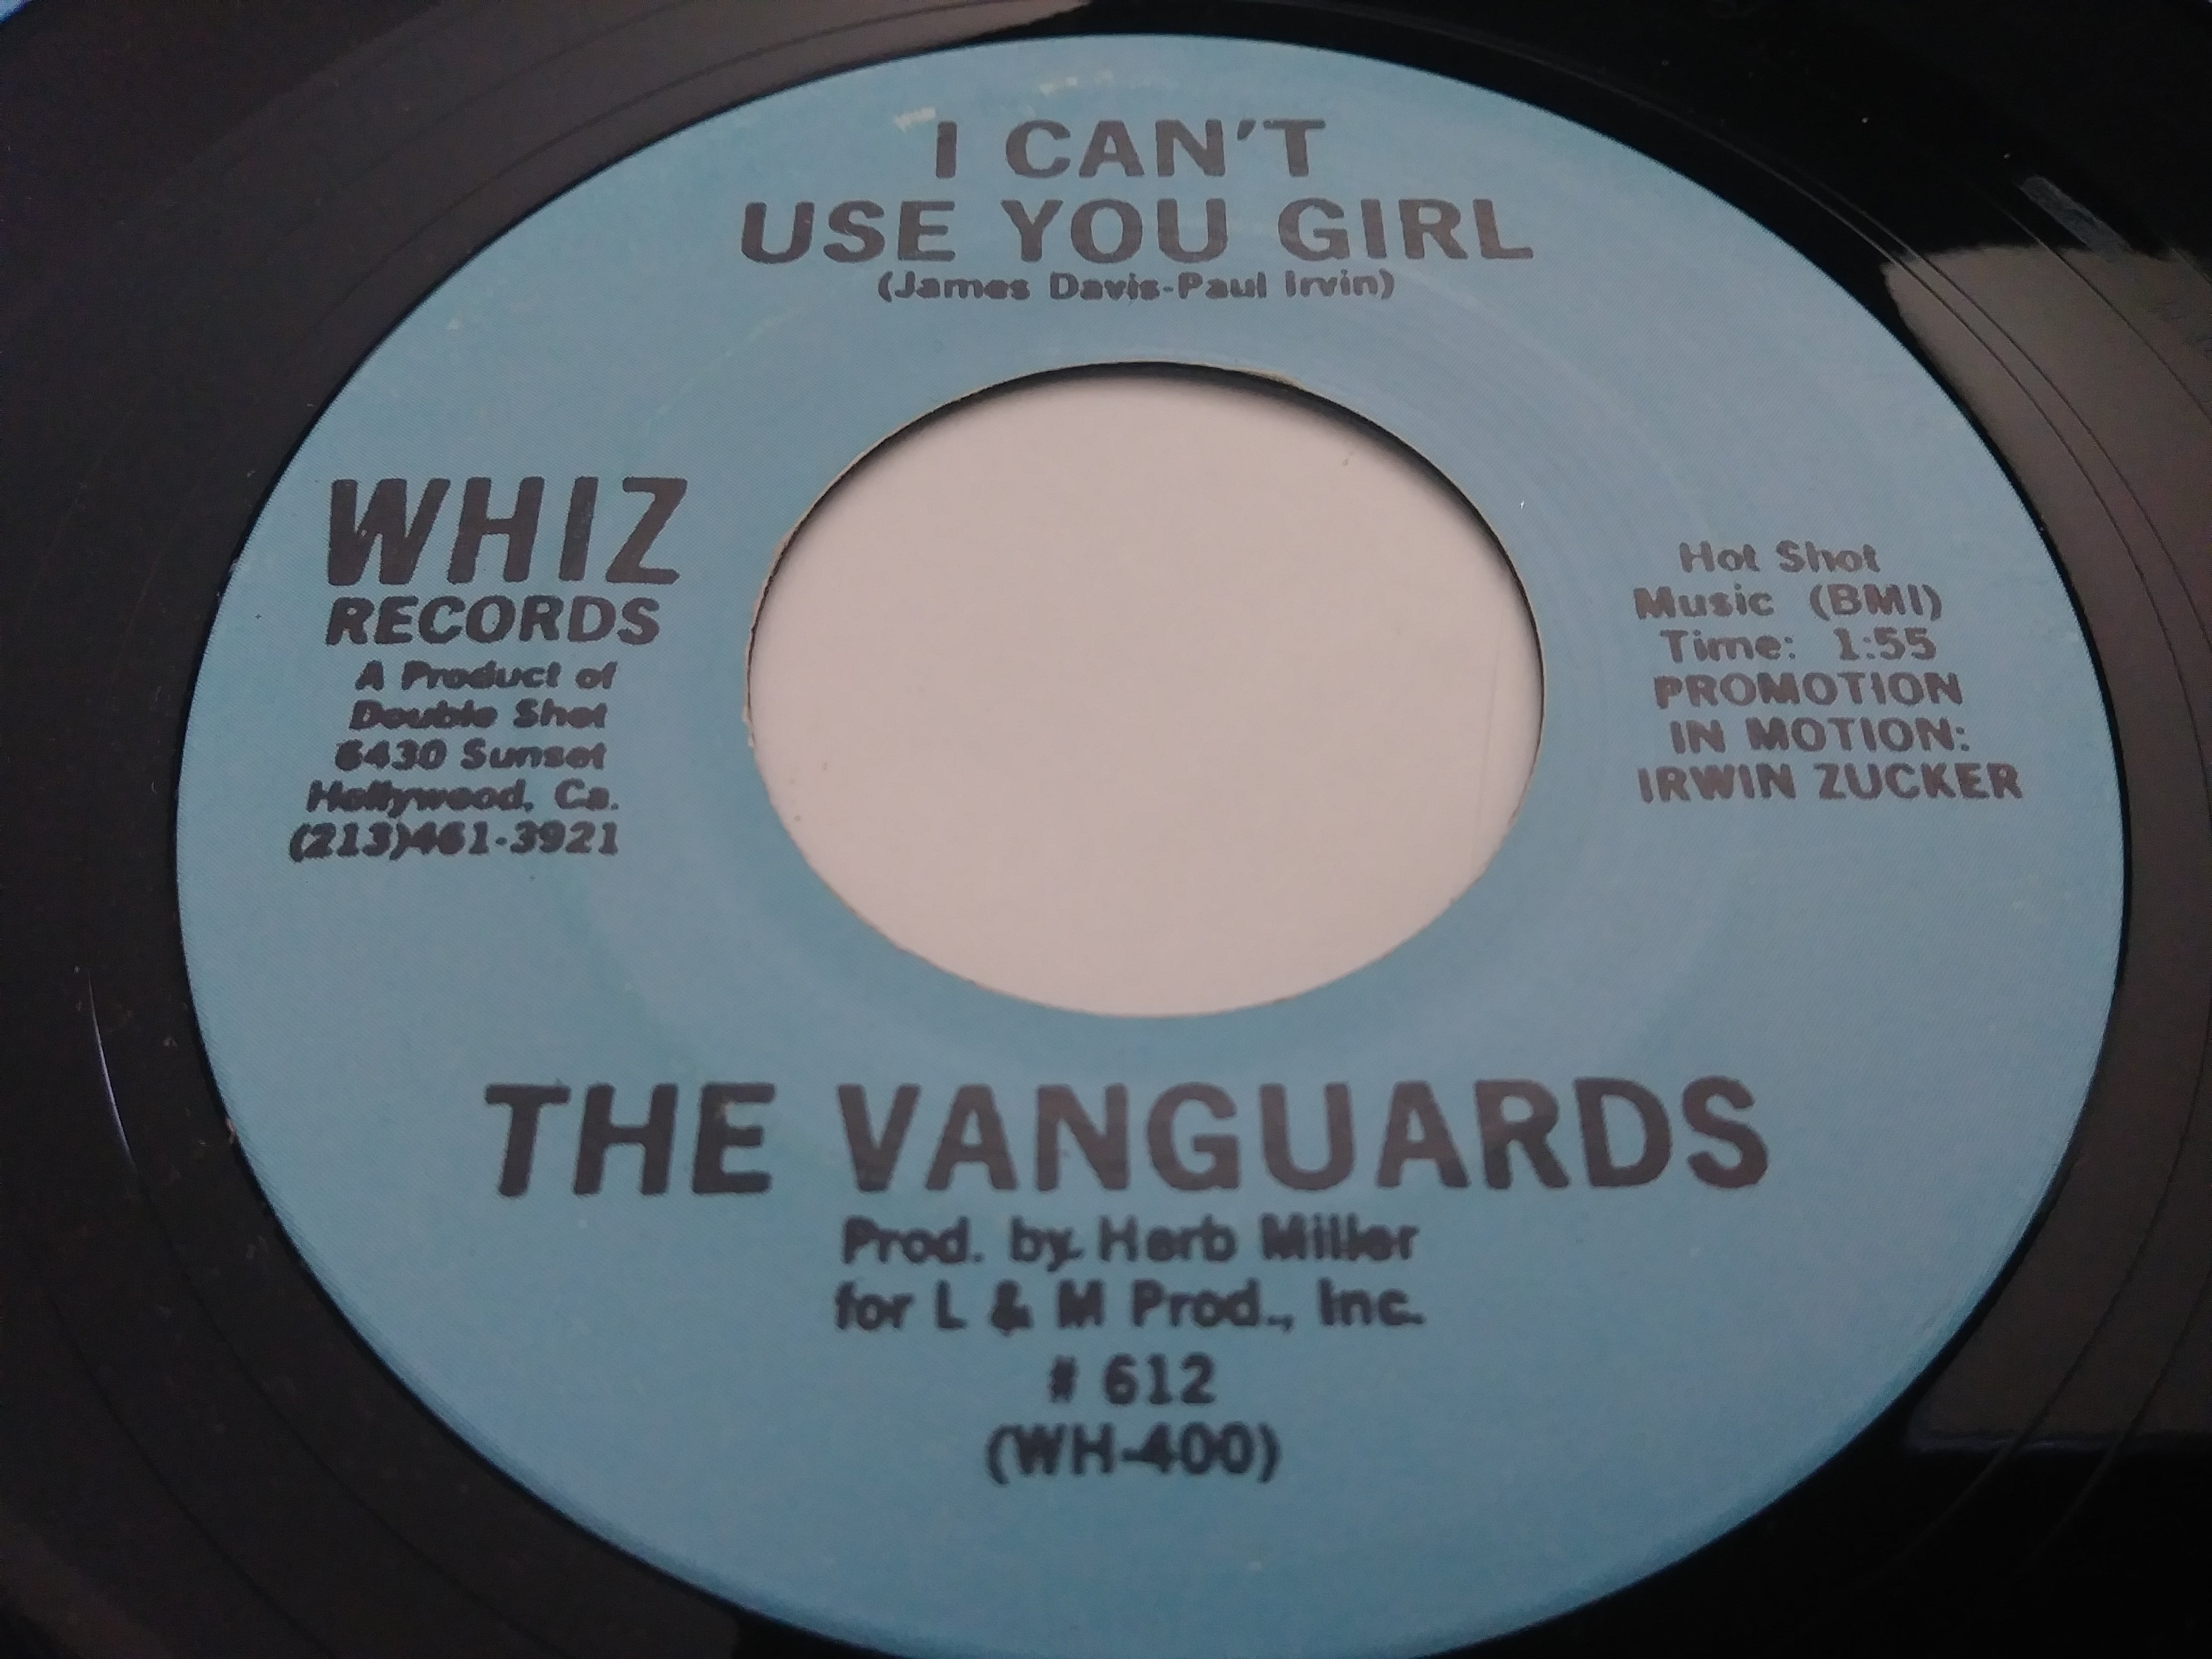 I CAN'T
USE YOU GIRL
(James Davis-Paul Irvin)
WHIZ
RECORDS
A Product of
Double Shot
6430 Sunset
Hollywood, Ca.
(213)461-3921
Hot Shot
Music (BMI)
Time: 1:55
PROMOTION
IN MOTION:
IRWIN ZUCKER
THE VANGUARDS
Prod. by Herb Miller
for L & M Prod., Inc.
# 612
(WH-400)